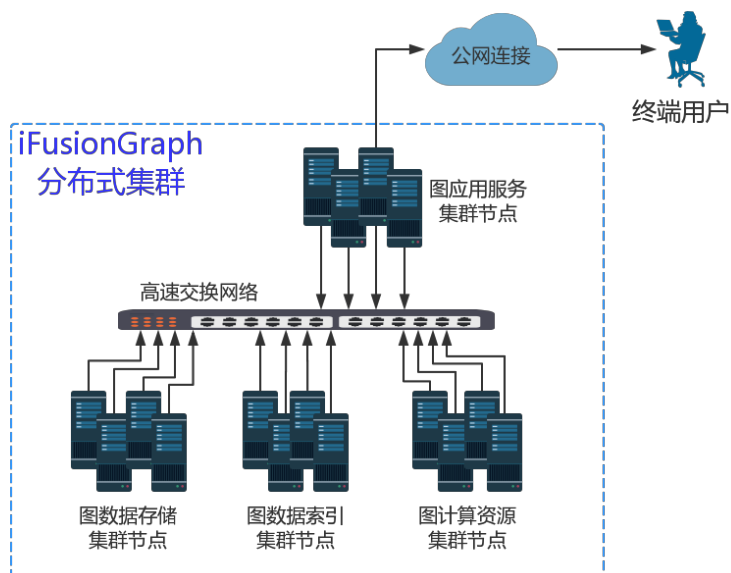 公网连接
终端用户
iFusionGraph
分布式集群
图应用服务
集群节点
高速交换网络
图数据存储
集群节点
图数据索引
集群节点
图计算资源
集群节点